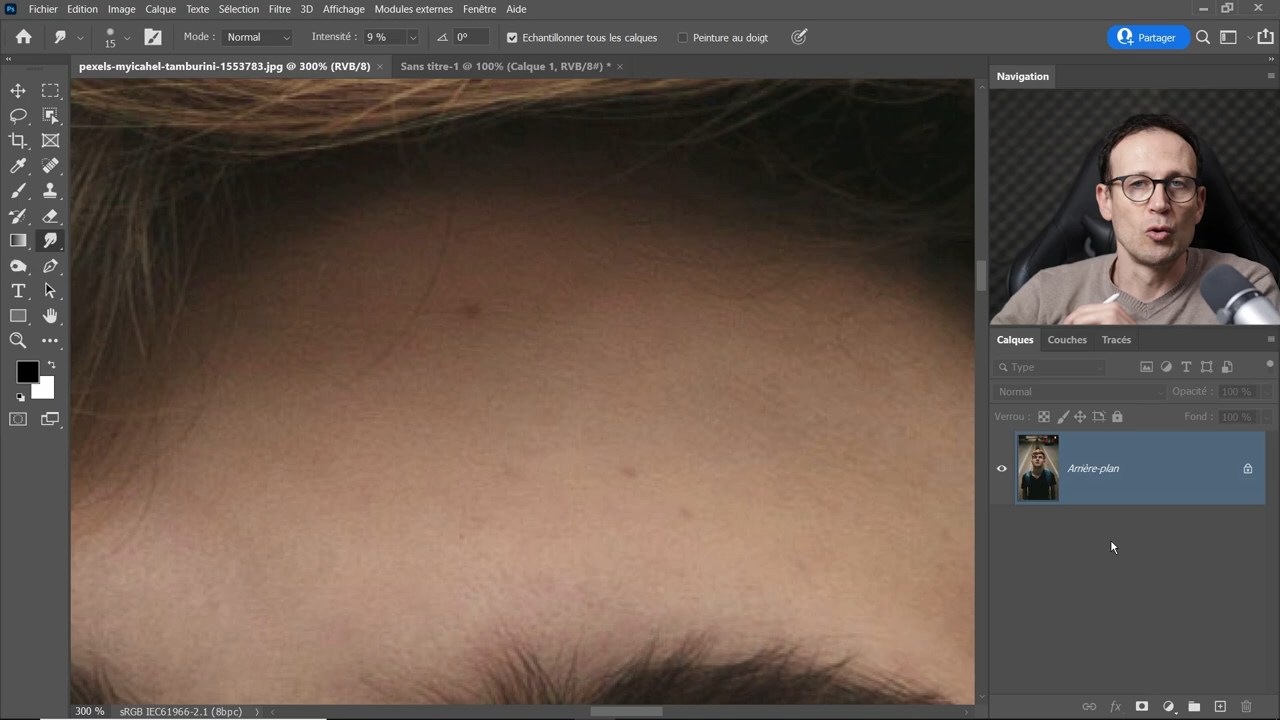 Ps Fichier Edition Image Calque Texte Sélection Filtre 3D Affichage Modules externes Fenêtre Aide
15 Mode : Normal Intensité : 9 % 0° Echantillonner tous les calques Peinture au doigt Partager
pexels-myicahel-tamburini-1553783.jpg @ 300% (RVB/8) × Sans titre-1 @ 100% (Calque 1, RVB/8#) * ×
Navigation
Calques Couches Tracés
Type
Normal Opacité : 100 %
Verrou : Fond : 100 %
Arrière-plan
300 % sRGB IEC61966-2.1 (8bpc)